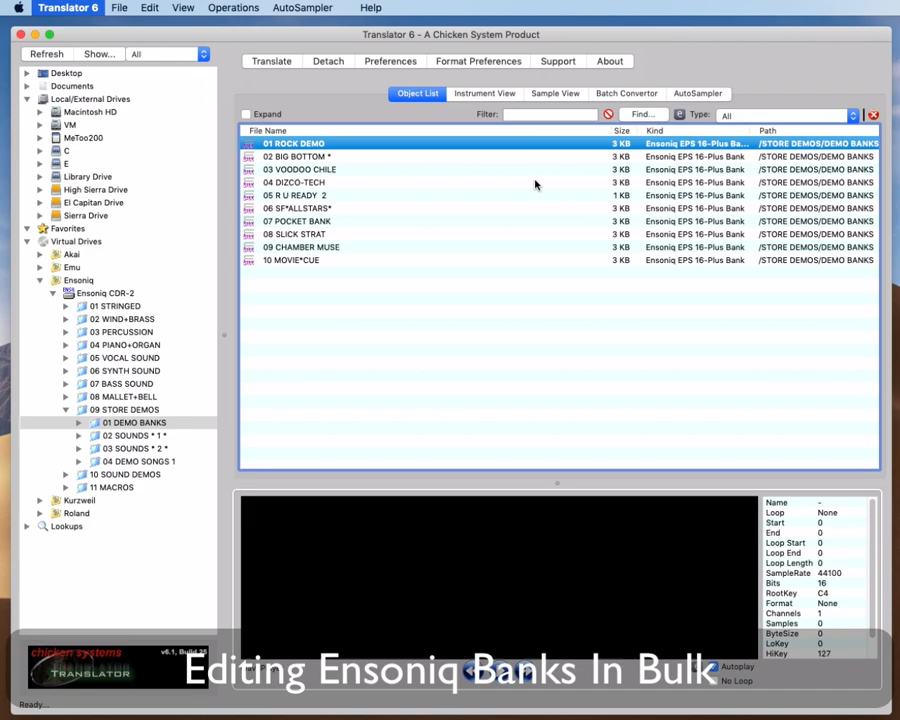 Translator 6 File Edit View Operations AutoSampler Help
Translator 6 - A Chicken System Product
Refresh Show... All
Translate Detach Preferences Format Preferences Support About
Desktop
Documents
Local/External Drives
Macintosh HD
VM
MeToo200
C
E
Library Drive
High Sierra Drive
El Capitan Drive
Sierra Drive
Favorites
Virtual Drives
Akai
Emu
Ensoniq
Ensoniq CDR-2
01 STRINGED
02 WIND+BRASS
03 PERCUSSION
04 PIANO+ORGAN
05 VOCAL SOUND
06 SYNTH SOUND
07 BASS SOUND
08 MALLET+BELL
09 STORE DEMOS
01 DEMO BANKS
02 SOUNDS * 1 *
03 SOUNDS * 2 *
04 DEMO SONGS 1
10 SOUND DEMOS
11 MACROS
Kurzweil
Roland
Lookups
Object List Instrument View Sample View Batch Convertor AutoSampler
Expand Filter: Find... Type: All
File Name Size Kind Path
01 ROCK DEMO 3 KB Ensoniq EPS 16-Plus Ba... /STORE DEMOS/DEMO BANKS
02 BIG BOTTOM * 3 KB Ensoniq EPS 16-Plus Bank /STORE DEMOS/DEMO BANKS
03 VOODOO CHILE 3 KB Ensoniq EPS 16-Plus Bank /STORE DEMOS/DEMO BANKS
04 DIZCO-TECH 3 KB Ensoniq EPS 16-Plus Bank /STORE DEMOS/DEMO BANKS
05 R U READY 2 1 KB Ensoniq EPS 16-Plus Bank /STORE DEMOS/DEMO BANKS
06 SF*ALLSTARS* 3 KB Ensoniq EPS 16-Plus Bank /STORE DEMOS/DEMO BANKS
07 POCKET BANK 3 KB Ensoniq EPS 16-Plus Bank /STORE DEMOS/DEMO BANKS
08 SLICK STRAT 3 KB Ensoniq EPS 16-Plus Bank /STORE DEMOS/DEMO BANKS
09 CHAMBER MUSE 3 KB Ensoniq EPS 16-Plus Bank /STORE DEMOS/DEMO BANKS
10 MOVIE*CUE 3 KB Ensoniq EPS 16-Plus Bank /STORE DEMOS/DEMO BANKS
Name -
Loop None
Start 0
End 0
Loop Start 0
Loop End 0
Loop Length 0
SampleRate 44100
Bits 16
RootKey C4
Format None
Channels 1
Samples 0
ByteSize 0
LoKey 0
HiKey 127
Autoplay
No Loop
chicken systems
TRANSLATOR
Editing Ensoniq Banks In Bulk
Ready...